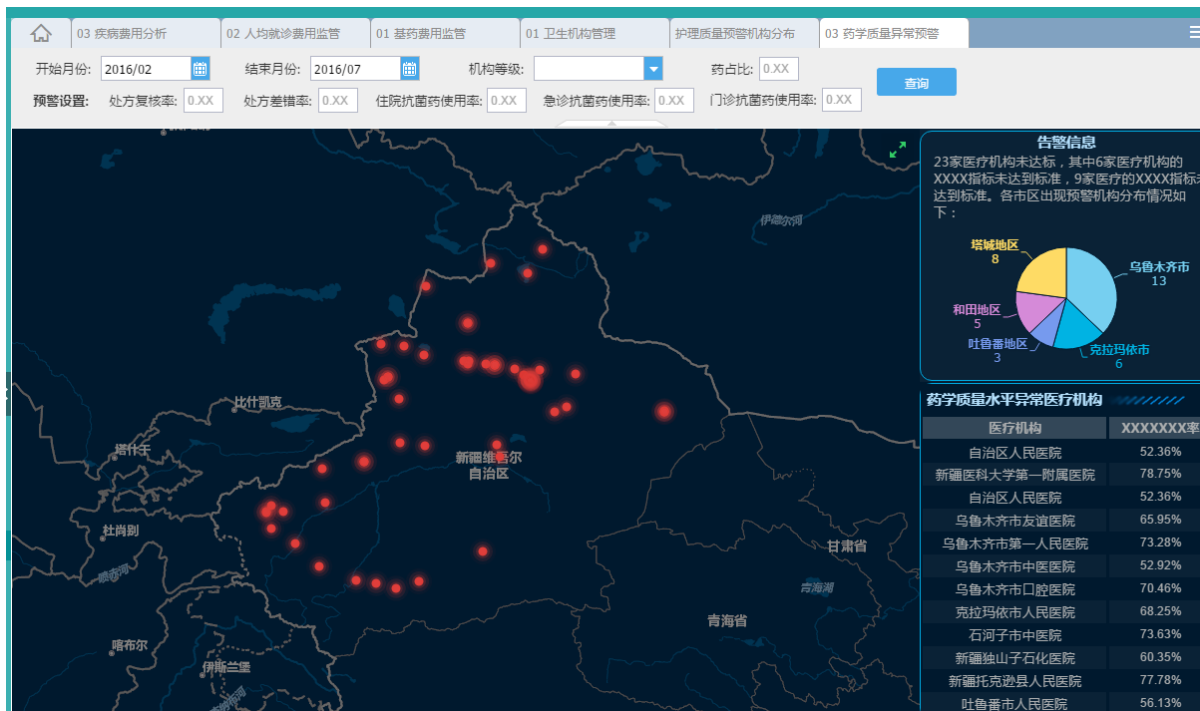 03 疾病费用分析
02 人均就诊费用监管
01 基药费用监管
01 卫生机构管理
护理质量预警机构分布
03 药学质量异常预警
开始月份: 2016/02 结束月份: 2016/07 机构等级: 药占比: 0.XX
查询
预警设置: 处方复核率: 0.XX 处方差错率: 0.XX 住院抗菌药使用率: 0.XX 急诊抗菌药使用率: 0.XX 门诊抗菌药使用率: 0.XX
告警信息
23家医疗机构未达标，其中6家医疗机构的
XXXX指标未达到标准，9家医疗的XXXX指标未
达到标准。各市区出现预警机构分布情况如
下：
塔城地区
8
乌鲁木齐市
13
和田地区
5
吐鲁番地区
3
克拉玛依市
6
伊希尔河
比什凯克
塔什干
新疆维吾尔
自治区
杜尚别
喷赤河
甘肃省
青海湖
青海省
喀布尔
伊斯兰堡
药学质量水平异常医疗机构
医疗机构 XXXXXXX率
自治区人民医院 52.36%
新疆医科大学第一附属医院 78.75%
自治区人民医院 52.36%
乌鲁木齐市友谊医院 65.95%
乌鲁木齐市第一人民医院 73.28%
乌鲁木齐市中医医院 52.92%
乌鲁木齐市口腔医院 70.46%
克拉玛依市人民医院 68.25%
石河子市中医院 73.63%
新疆独山子石化医院 60.35%
新疆托克逊县人民医院 77.78%
吐鲁番市人民医院 56.13%